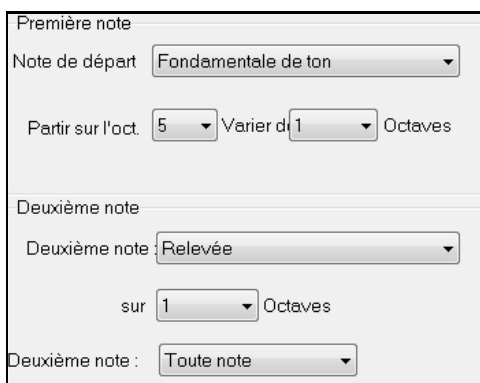 Première note
Note de départ Fondamentale de ton
Partir sur l'oct. 5 Varier d 1 Octaves
Deuxième note
Deuxième note : Relevée
sur 1 Octaves
Deuxième note : Toute note